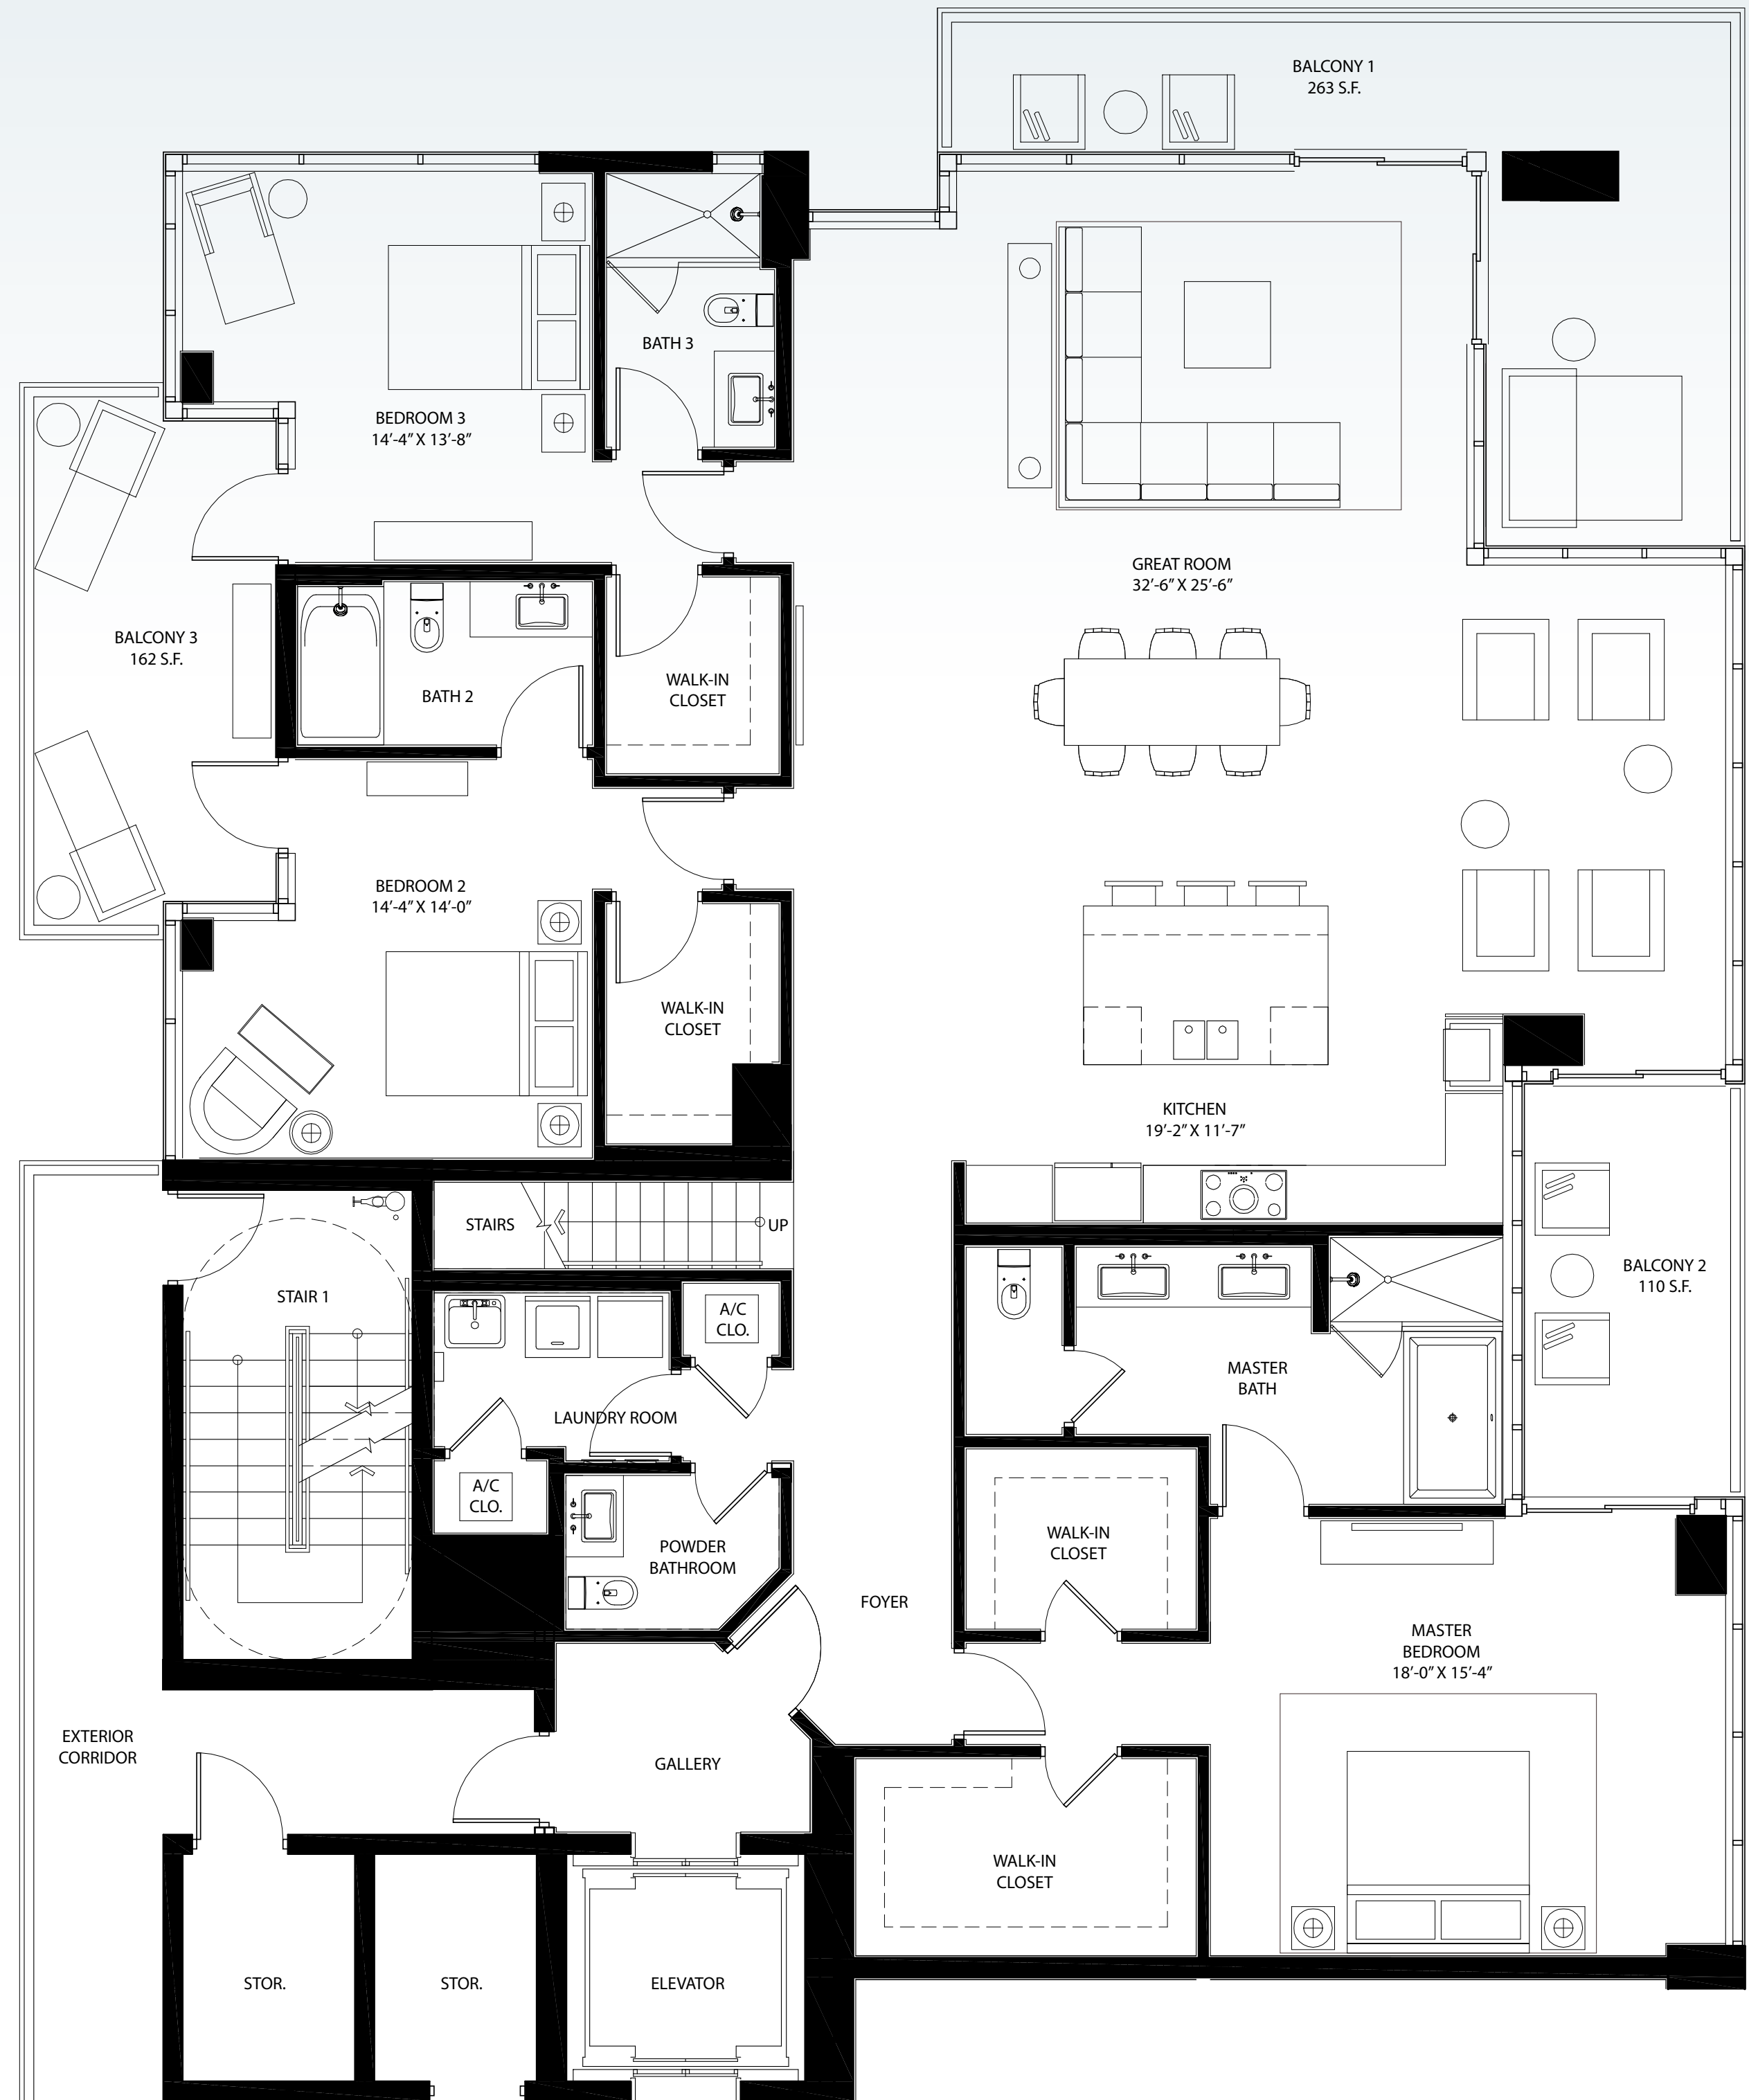 BALCONY 1
263 S.F.
BATH 3
BEDROOM 3
14’-4” X 13’-8”
GREAT ROOM
32’-6” X 25’-6”
BALCONY 3
162 S.F.
WALK-IN
CLOSET
BATH 2
BEDROOM 2
14’-4” X 14’-0”
WALK-IN
CLOSET
KITCHEN
19’-2” X 11’-7”
STAIRS
UP
BALCONY 2
110 S.F.
STAIR 1
A/C
CLO.
MASTER
BATH
LAUNDRY ROOM
A/C
CLO.
WALK-IN
CLOSET
POWDER
BATHROOM
FOYER
MASTER
BEDROOM
18’-0” X 15’-4”
EXTERIOR
CORRIDOR
GALLERY
WALK-IN
CLOSET
STOR.
STOR.
ELEVATOR